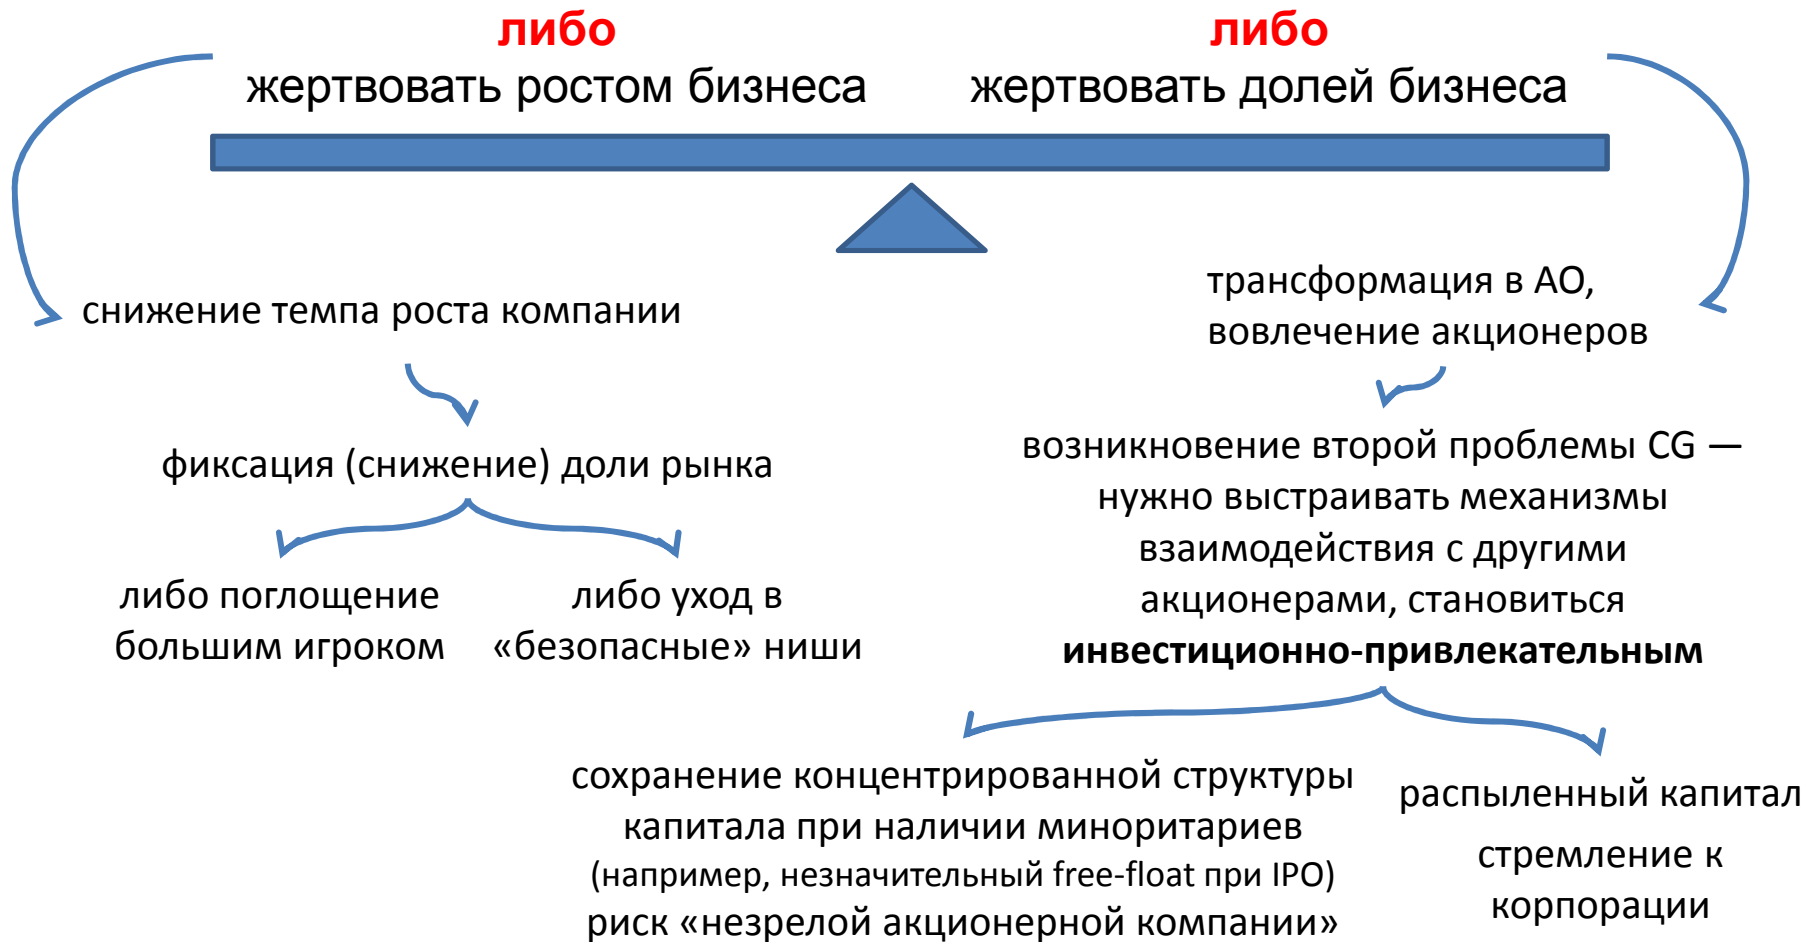 либо
жертвовать ростом бизнеса
либо
жертвовать долей бизнеса
снижение темпа роста компании
фиксация (снижение) доли рынка
либо поглощение
большим игроком
либо уход в
«безопасные» ниши
трансформация в АО,
вовлечение акционеров
возникновение второй проблемы CG —
нужно выстраивать механизмы
взаимодействия с другими
акционерами, становиться
инвестиционно-привлекательным
сохранение концентрированной структуры
капитала при наличии миноритариев
(например, незначительный free-float при IPO)
риск «незрелой акционерной компании»
распыленный капитал
стремление к
корпорации